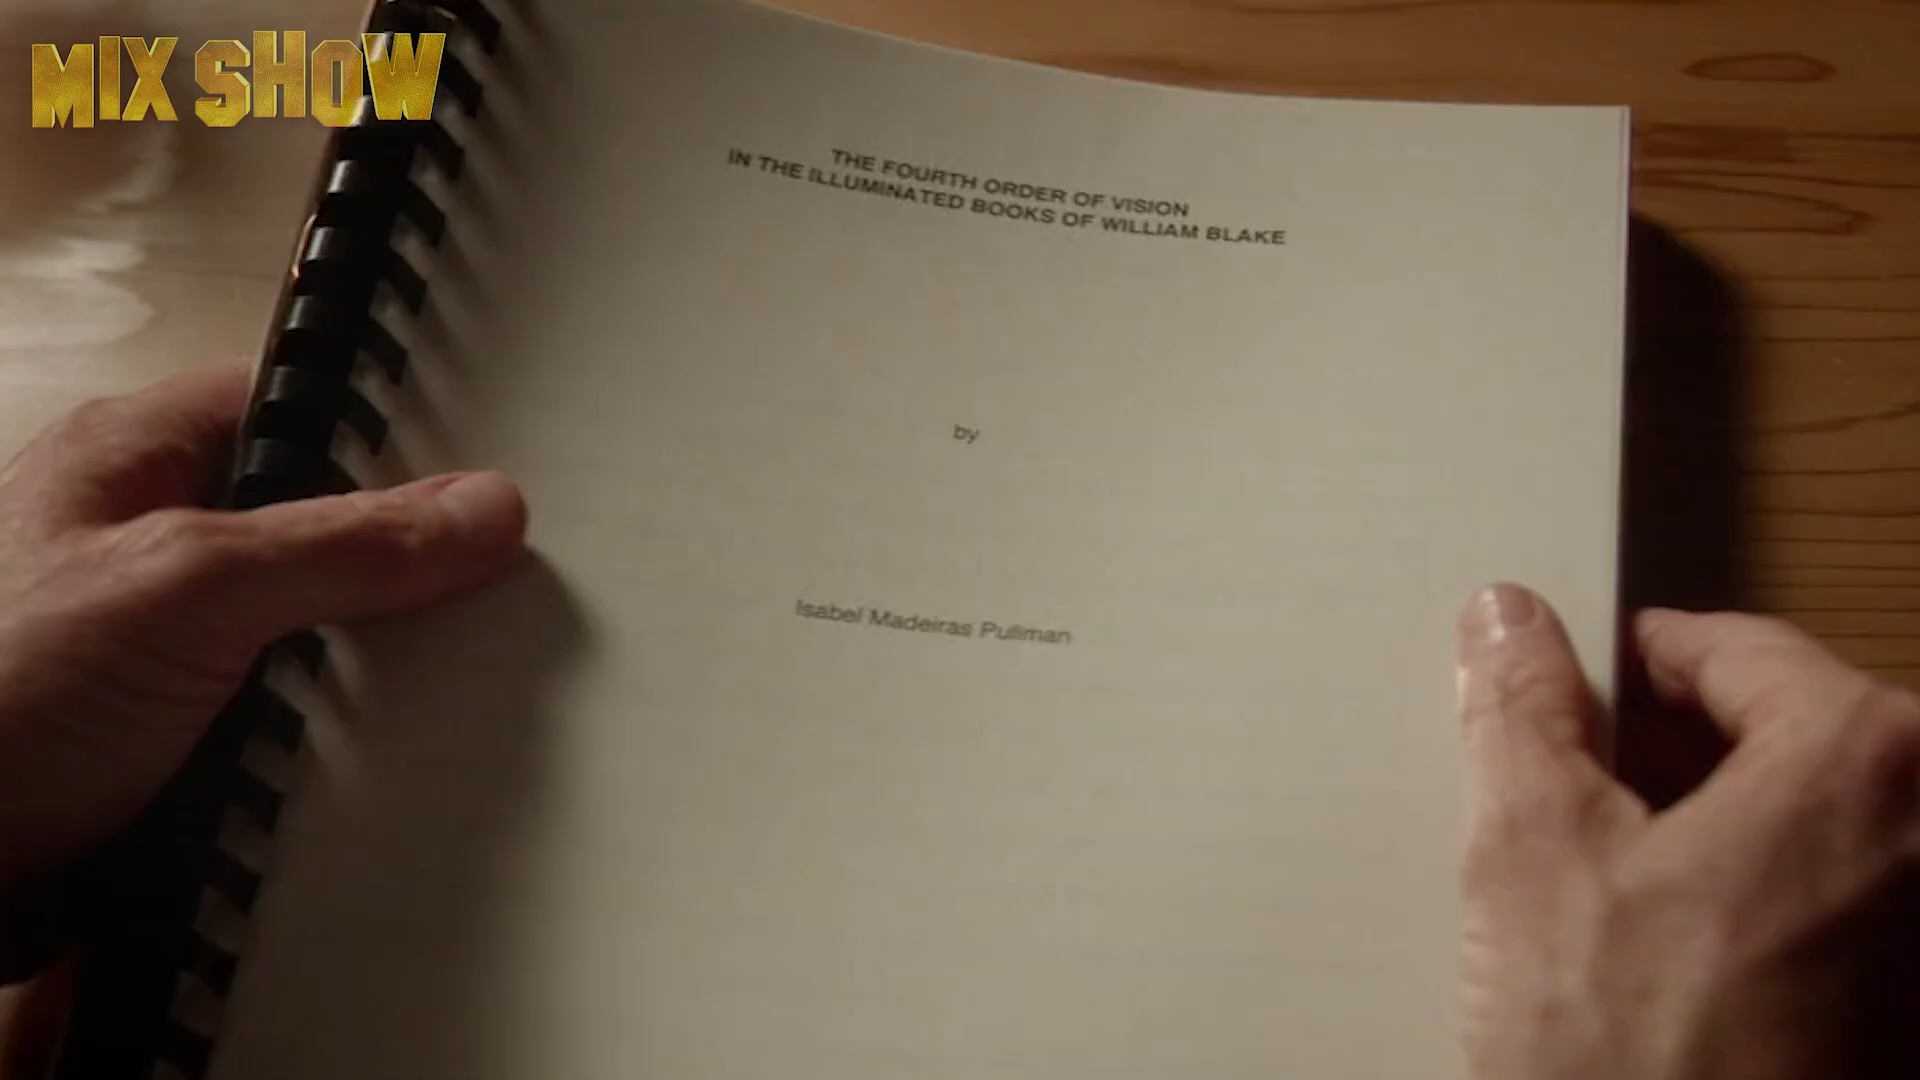 MIX SHOW
THE FOURTH ORDER OF VISION
IN THE ILLUMINATED BOOKS OF WILLIAM BLAKE
by
Isabel Madeiras Pullman